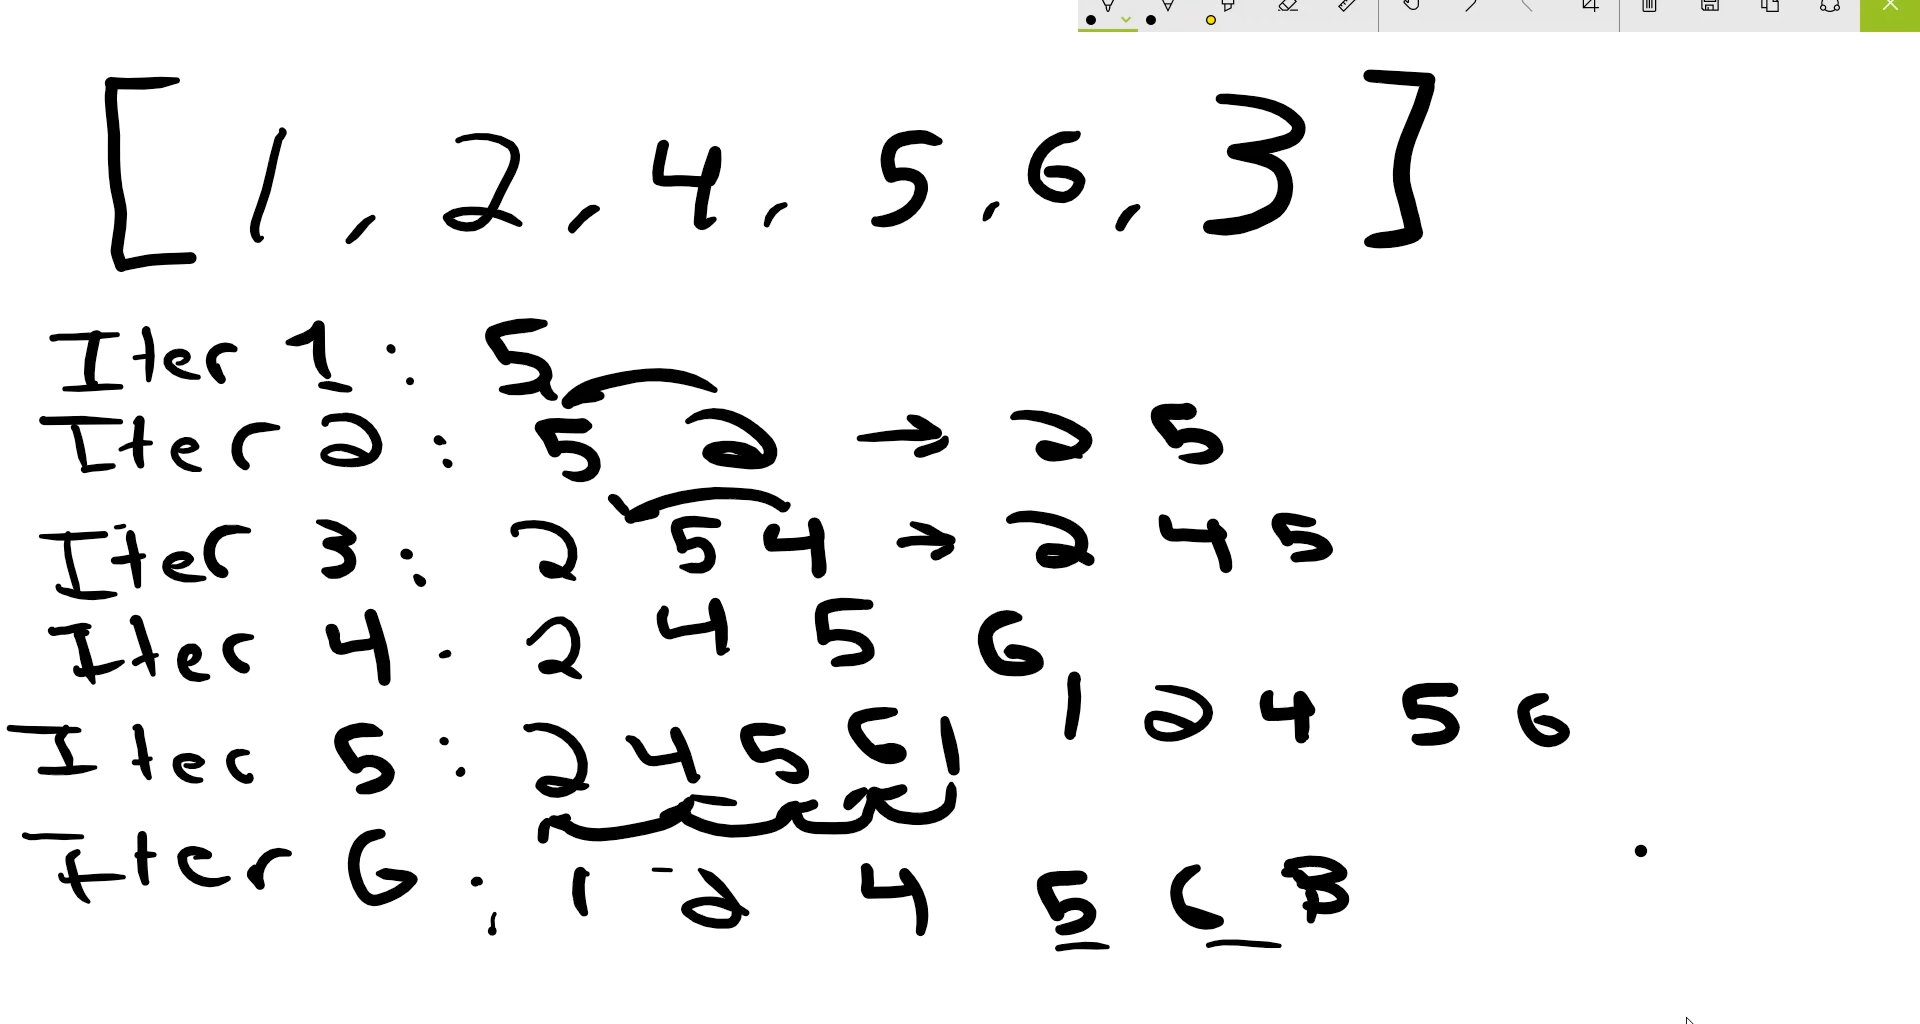 [1, 2, 4, 5, 6, 3]
Iter 1: 5
Iter 2: 5 2 → 2 5
Iter 3: 2 5 4 → 2 4 5
Iter 4: 2 4 5 6
Iter 5: 2 4 5 6 1 1 2 4 5 6
Iter 6: 1 2 4 5 6 3